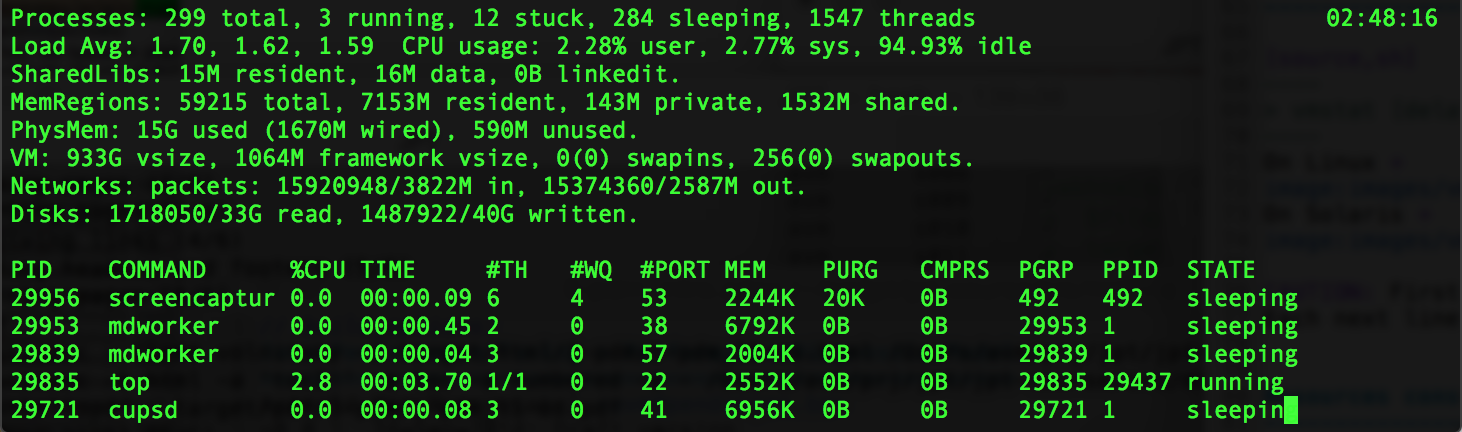 Processes: 299 total, 3 running, 12 stuck, 284 sleeping, 1547 threads 02:48:16
Load Avg: 1.70, 1.62, 1.59 CPU usage: 2.28% user, 2.77% sys, 94.93% idle
SharedLibs: 15M resident, 16M data, 0B linkedit.
MemRegions: 59215 total, 7153M resident, 143M private, 1532M shared.
PhysMem: 15G used (1670M wired), 590M unused.
VM: 933G vsize, 1064M framework vsize, 0(0) swapins, 256(0) swapouts.
Networks: packets: 15920948/3822M in, 15374360/2587M out.
Disks: 1718050/33G read, 1487922/40G written.
PID COMMAND %CPU TIME #TH #WQ #PORT MEM PURG CMPRS PGRP PPID STATE
29956 screencaptur 0.0 00:00.09 6 4 53 2244K 20K 0B 492 492 sleeping
29953 mdworker 0.0 00:00.45 2 0 38 6792K 0B 0B 29953 1 sleeping
29839 mdworker 0.0 00:00.04 3 0 57 2004K 0B 0B 29839 1 sleeping
29835 top 2.8 00:03.70 1/1 0 22 2552K 0B 0B 29835 29437 running
29721 cupsd 0.0 00:00.08 3 0 41 6956K 0B 0B 29721 1 sleepin